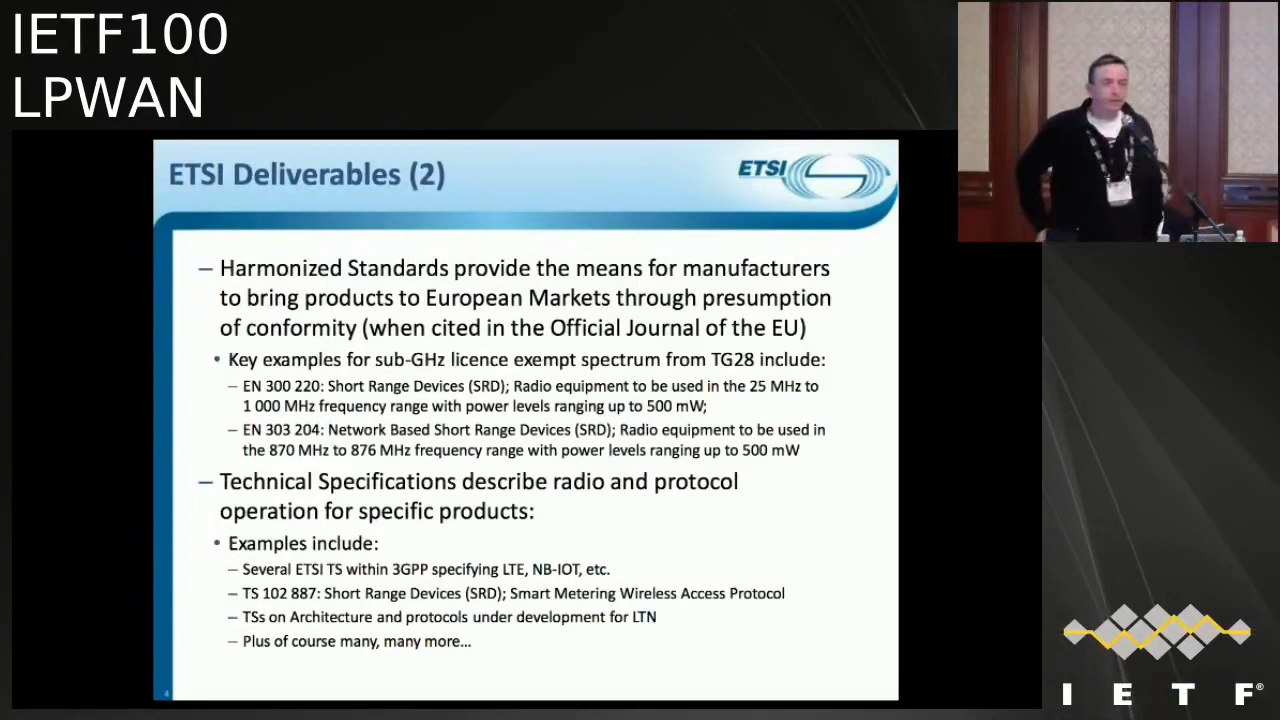 IETF100
LPWAN
ETSI Deliverables (2)
ETSI
– Harmonized Standards provide the means for manufacturers
to bring products to European Markets through presumption
of conformity (when cited in the Official Journal of the EU)
• Key examples for sub-GHz licence exempt spectrum from TG28 include:
– EN 300 220: Short Range Devices (SRD); Radio equipment to be used in the 25 MHz to
1 000 MHz frequency range with power levels ranging up to 500 mW;
– EN 303 204: Network Based Short Range Devices (SRD); Radio equipment to be used in
the 870 MHz to 876 MHz frequency range with power levels ranging up to 500 mW
– Technical Specifications describe radio and protocol
operation for specific products:
• Examples include:
– Several ETSI TS within 3GPP specifying LTE, NB-IOT, etc.
– TS 102 887: Short Range Devices (SRD); Smart Metering Wireless Access Protocol
– TSs on Architecture and protocols under development for LTN
– Plus of course many, many more…
4
I E T F®